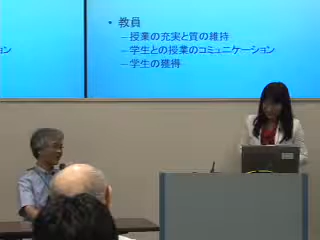 ョン
• 教員
–授業の充実と質の維持
–学生との授業のコミュニケーション
–学生の獲得